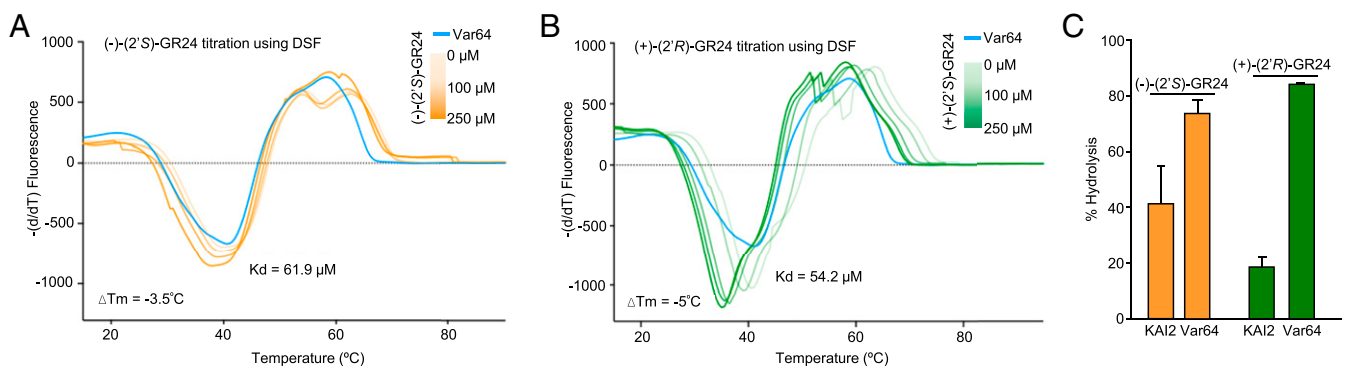 A
(-)-(2'S)-GR24 titration using DSF
Var64
(-)-(2'S)-GR24
0 µM
100 µM
250 µM
1000
500
0
-500
-1000
-(d/dT) Fluorescence
Kd = 61.9 µM
ΔTm = -3.5°C
20
40
60
80
Temperature (ºC)
B
(+)-(2'R)-GR24 titration using DSF
Var64
(+)-(2'S)-GR24
0 µM
100 µM
250 µM
1000
500
0
-500
-1000
-(d/dT) Fluorescence
Kd = 54.2 µM
ΔTm = -5°C
20
40
60
80
Temperature (ºC)
C
100
80
60
40
20
0
% Hydrolysis
(-)-(2'S)-GR24
(+)-(2'R)-GR24
KAI2 Var64
KAI2 Var64